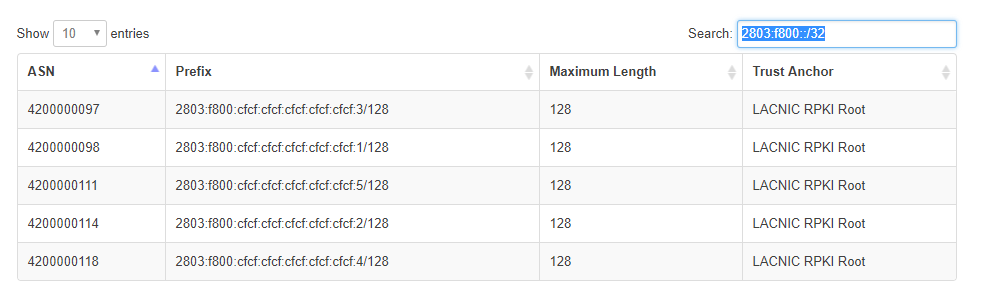 Show 10 entries Search: 2803:f800::/32
ASN Prefix Maximum Length Trust Anchor
4200000097 2803:f800:cfcf:cfcf:cfcf:cfcf:cfcf:3/128 128 LACNIC RPKI Root
4200000098 2803:f800:cfcf:cfcf:cfcf:cfcf:cfcf:1/128 128 LACNIC RPKI Root
4200000111 2803:f800:cfcf:cfcf:cfcf:cfcf:cfcf:5/128 128 LACNIC RPKI Root
4200000114 2803:f800:cfcf:cfcf:cfcf:cfcf:cfcf:2/128 128 LACNIC RPKI Root
4200000118 2803:f800:cfcf:cfcf:cfcf:cfcf:cfcf:4/128 128 LACNIC RPKI Root